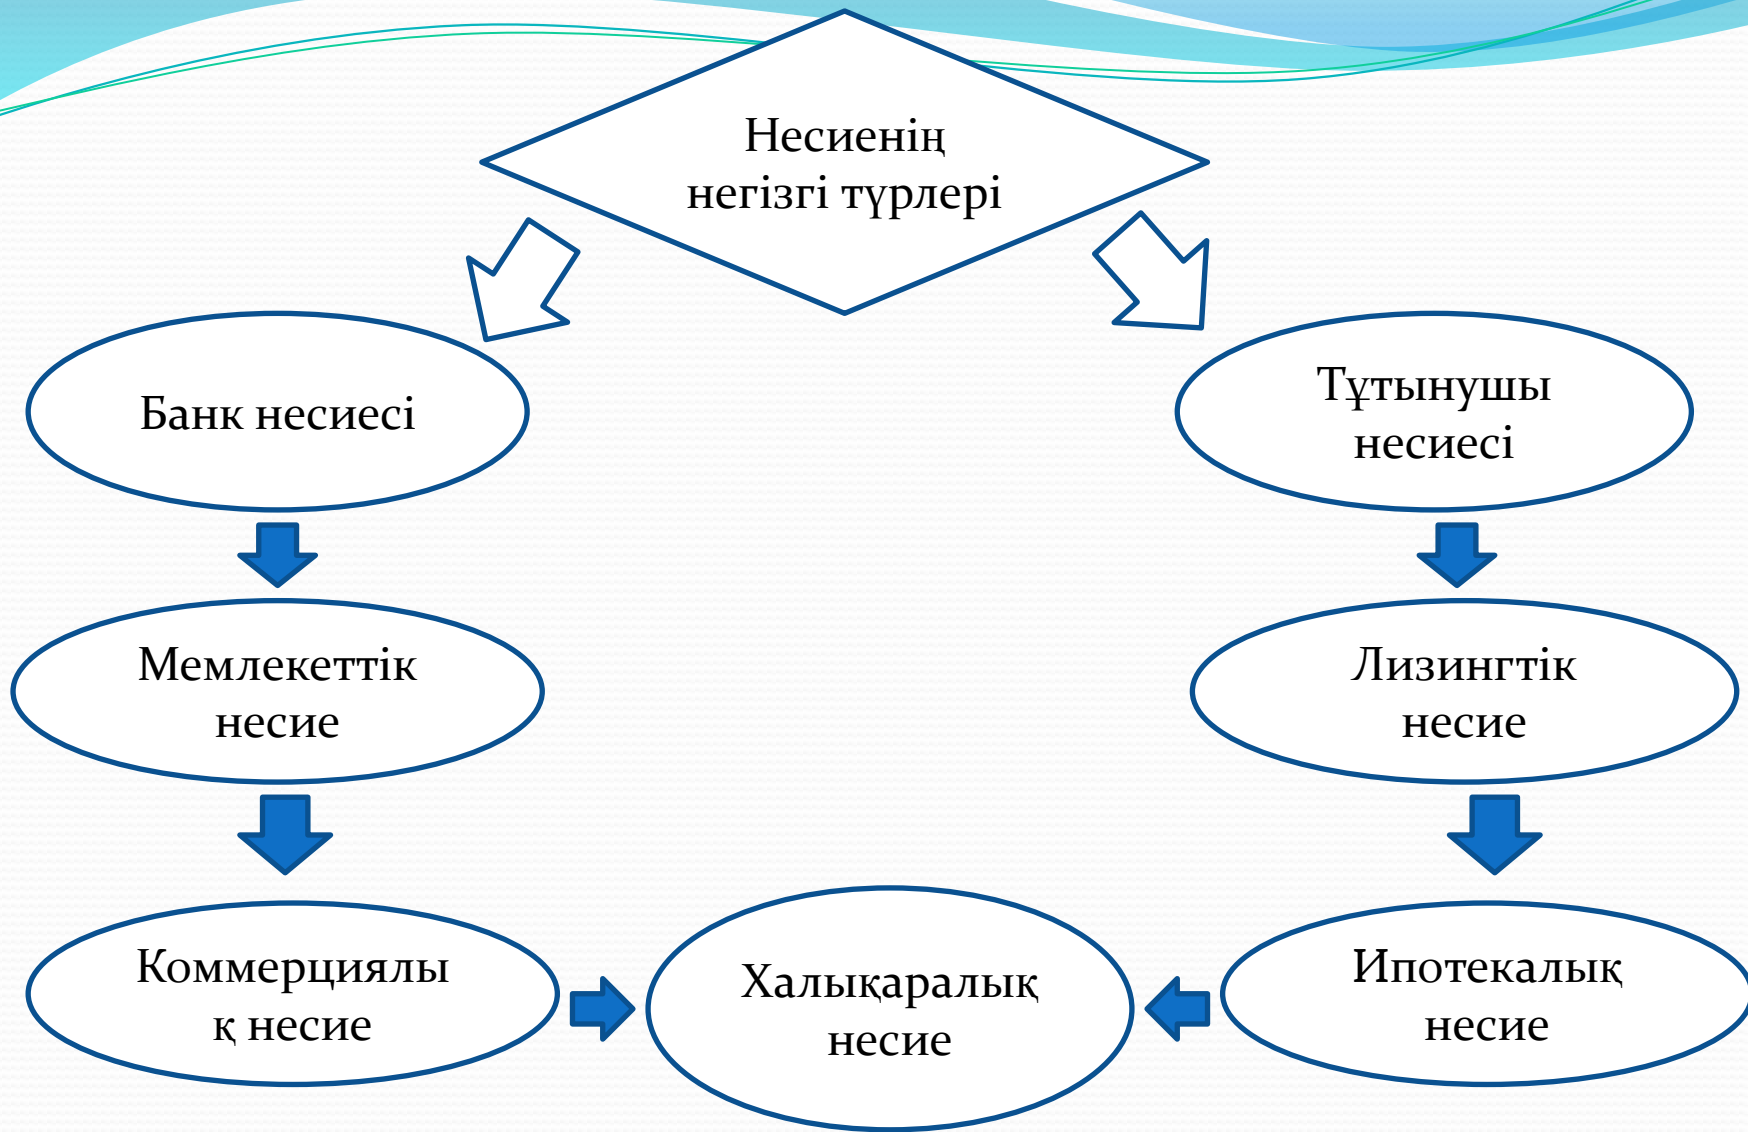 Несиенің
негізгі түрлері
Банк несиесі
Тұтынушы
несиесі
Мемлекеттік
несие
Лизингтік
несие
Коммерциялы
қ несие
Халықаралық
несие
Ипотекалық
несие